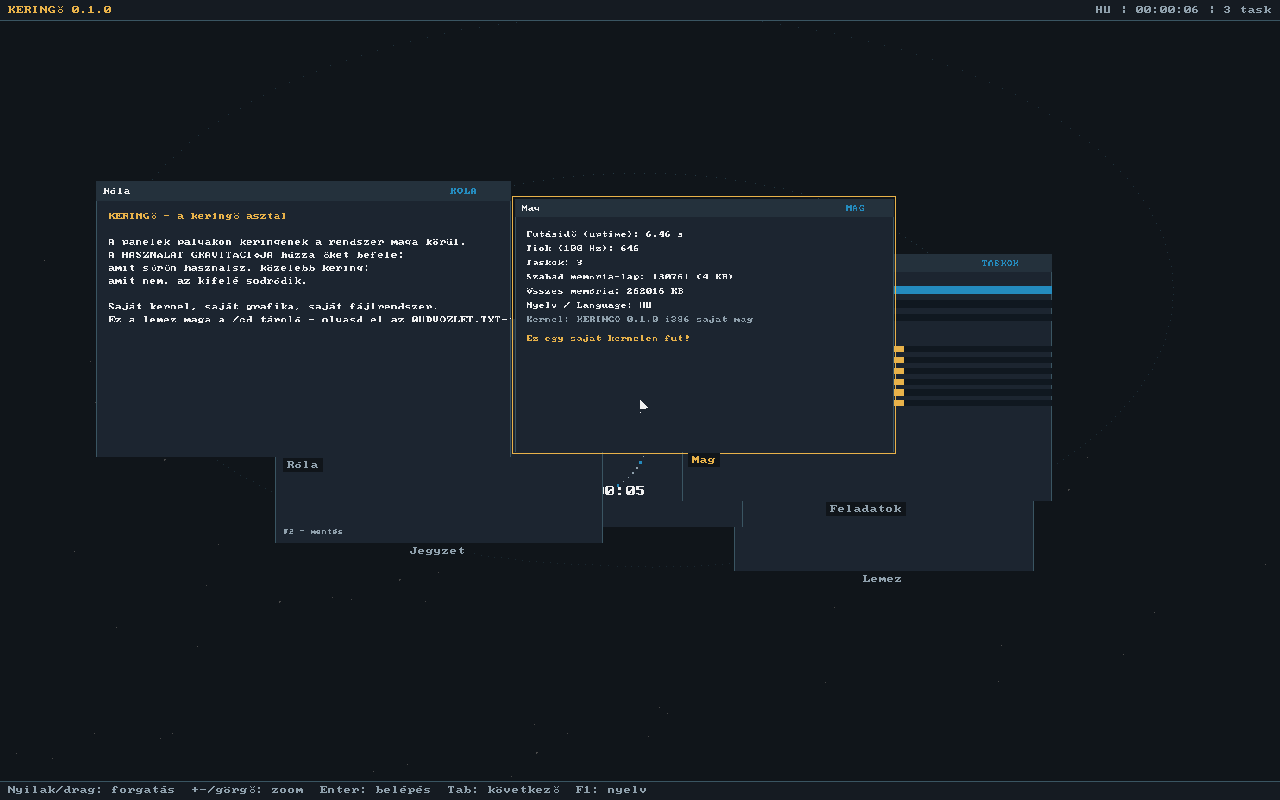 KERINGŐ 0.1.0
HU | 00:00:06 | 3 task
Róla
ROLA
KERINGŐ - a keringő asztal
A panelek pályákon keringenek a rendszer maga körül.
A HASZNÁLAT GRAVITÁCIÓJA húzza őket befelé:
amit sűrűn használsz, közelebb kering;
amit nem, az kifelé sodródik.
Saját kernel, saját grafika, saját fájlrendszer.
Ez a lemez maga a /cd tároló - olvasd el az
Mag
MAG
Futásidő (uptime): 6.46 s
Tick (100 Hz): 646
Taskok: 3
Szabad memória-lap: (4 KB)
Összes memória: 262016 KB
Nyelv / Language: HU
Kernel: KERINGŐ 0.1.0 i386 saját mag
Ez egy saját kernelen fut!
TASKOK
Róla
Mag
0:05
Feladatok
F2 - mentés
Jegyzet
Lemez
Nyilak/drag: forgatás +-/görgő: zoom Enter: belépés Tab: következő F1: nyelv